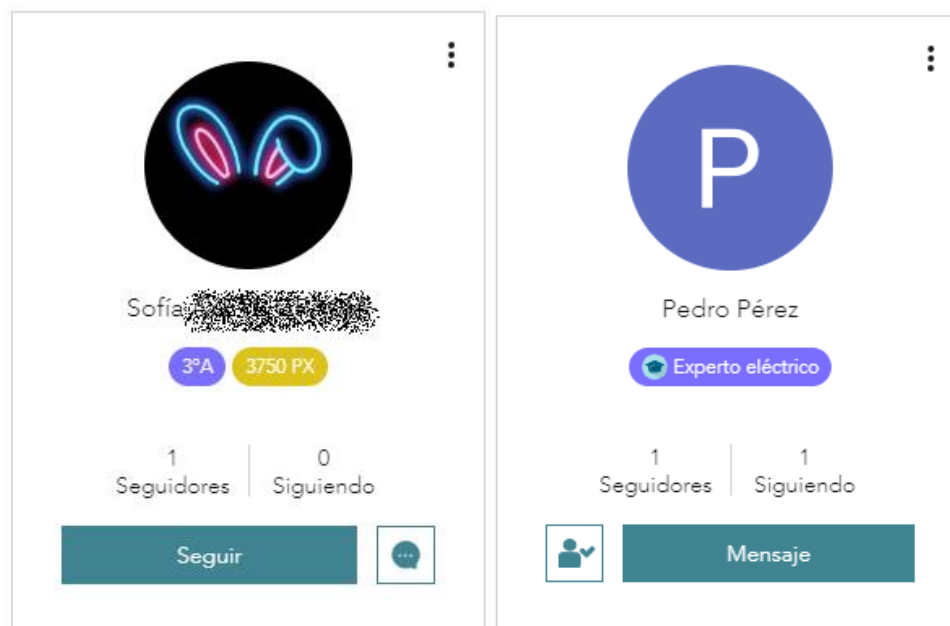 Sofía
3ºA 3750 PX
1 0
Seguidores Siguiendo
Seguir
P
Pedro Pérez
Experto eléctrico
1 1
Seguidores Siguiendo
Mensaje